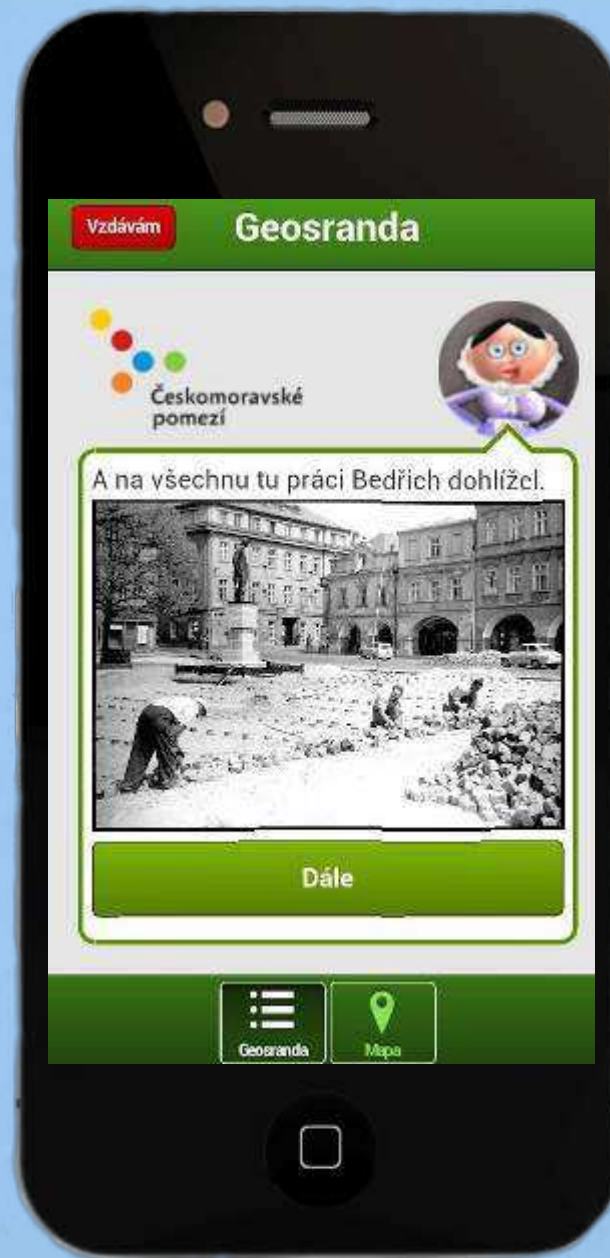 Vzdávám
Geosranda
Českomoravské
pomezí
A na všechnu tu práci Bedřich dohlížel.
Dále
Geosranda
Mapa